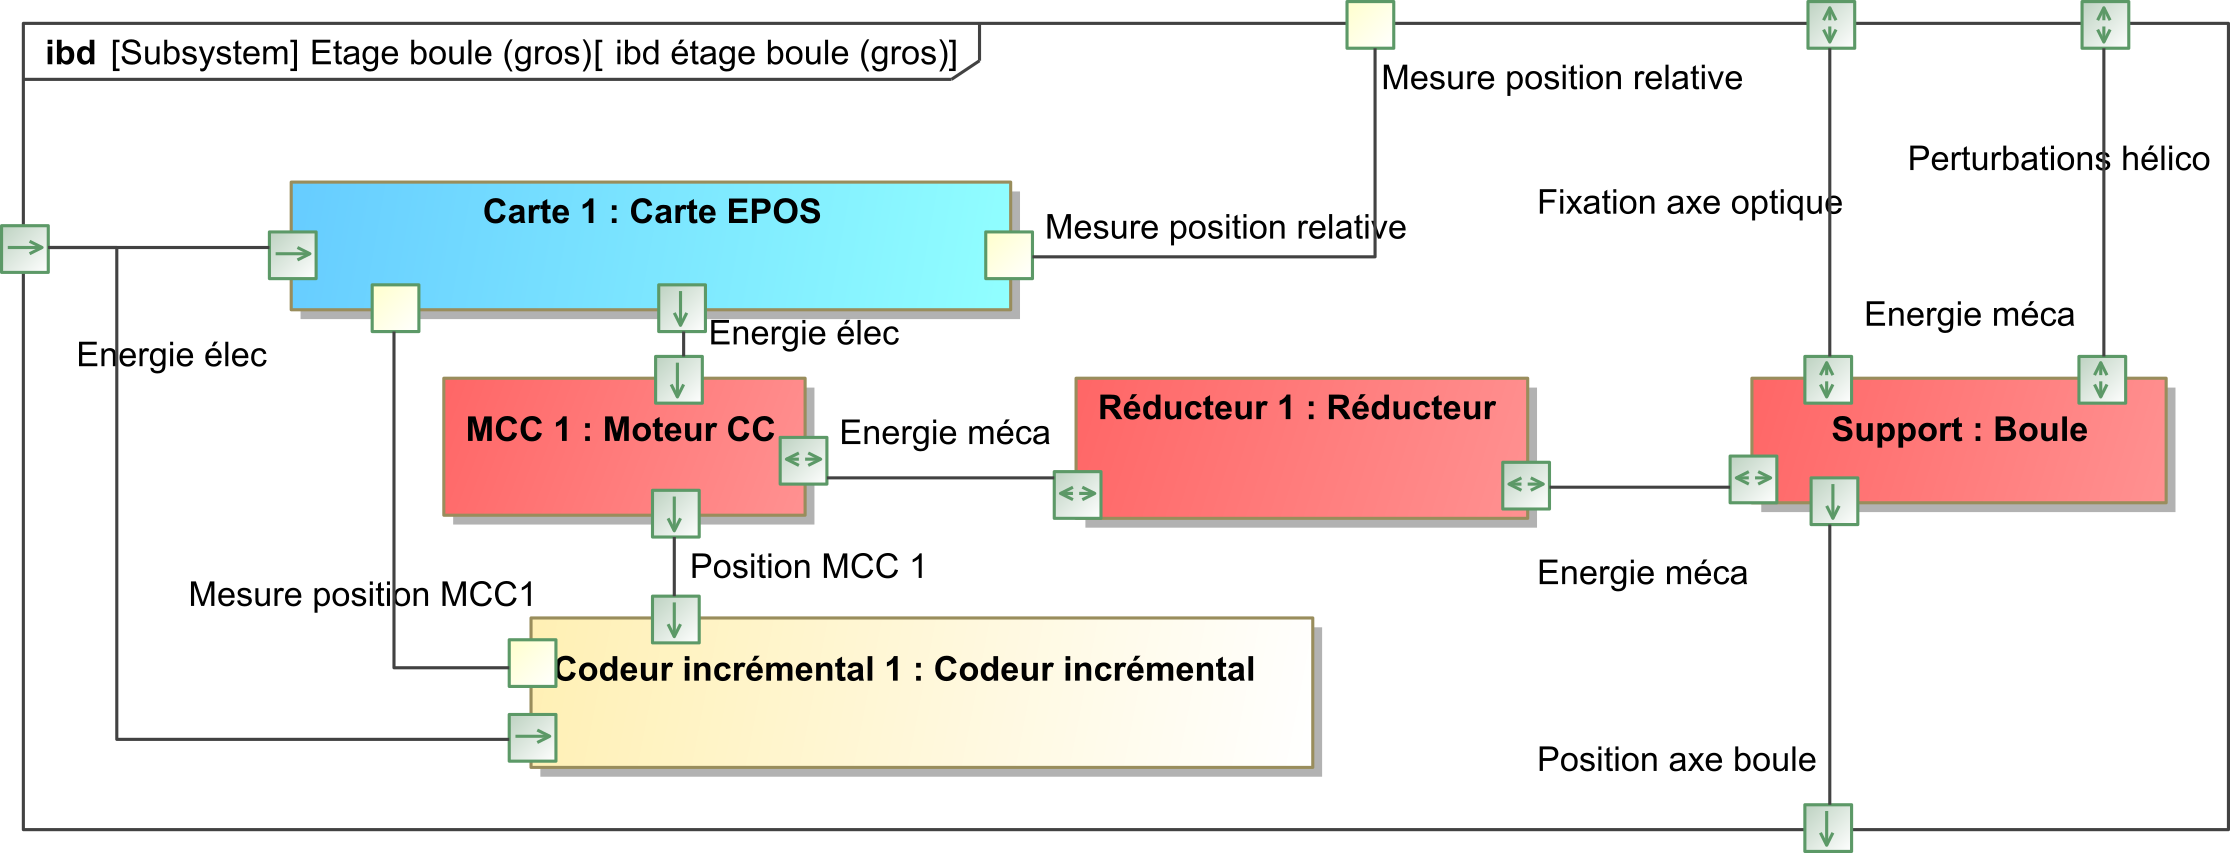 ibd [Subsystem] Etage boule (gros)[ ibd étage boule (gros)]
Mesure position relative
Perturbations hélico
Fixation axe optique
Carte 1 : Carte EPOS
Mesure position relative
Energie élec
Energie élec
Energie méca
MCC 1 : Moteur CC
Energie méca
Réducteur 1 : Réducteur
Support : Boule
Position MCC 1
Mesure position MCC1
Energie méca
Codeur incrémental 1 : Codeur incrémental
Position axe boule